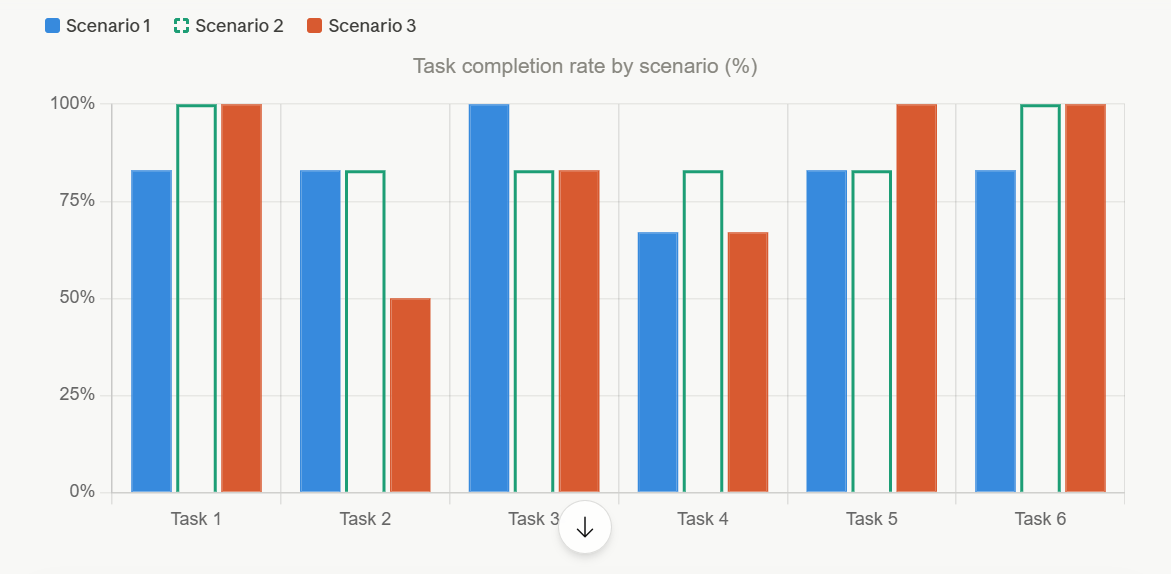 Scenario 1 Scenario 2 Scenario 3
Task completion rate by scenario (%)
100%
75%
50%
25%
0%
Task 1 Task 2 Task 3 Task 4 Task 5 Task 6